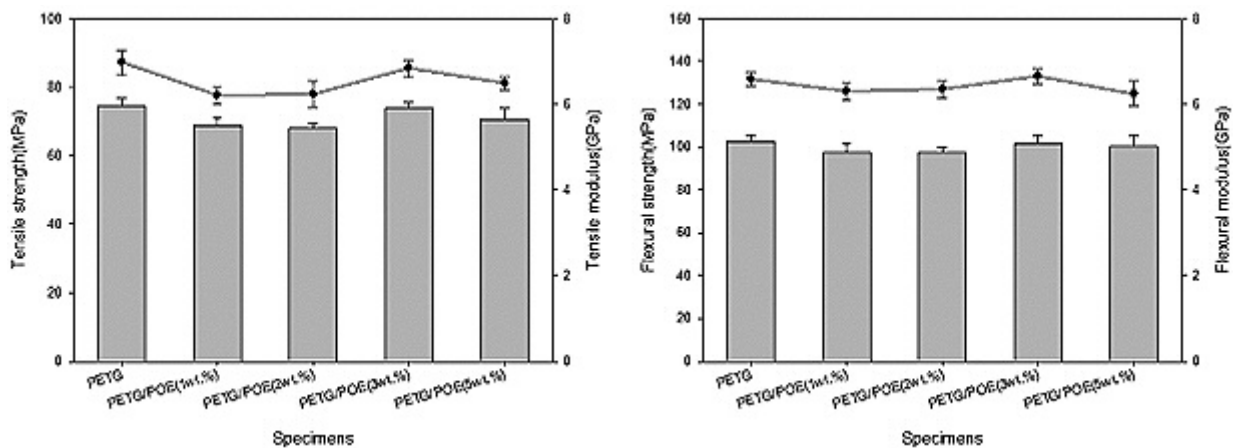 100
80
60
40
20
0
Tensile strength(MPa)
8
6
4
2
0
Tensile modulus(GPa)
PETG
PETG/POE(1wt.%)
PETG/POE(2wt.%)
PETG/POE(3wt.%)
PETG/POE(5wt.%)
Specimens
160
140
120
100
80
60
40
20
0
Flexural strength(MPa)
8
6
4
2
0
Flexural modulus(GPa)
PETG
PETG/POE(1wt.%)
PETG/POE(2wt.%)
PETG/POE(3wt.%)
PETG/POE(5wt.%)
Specimens